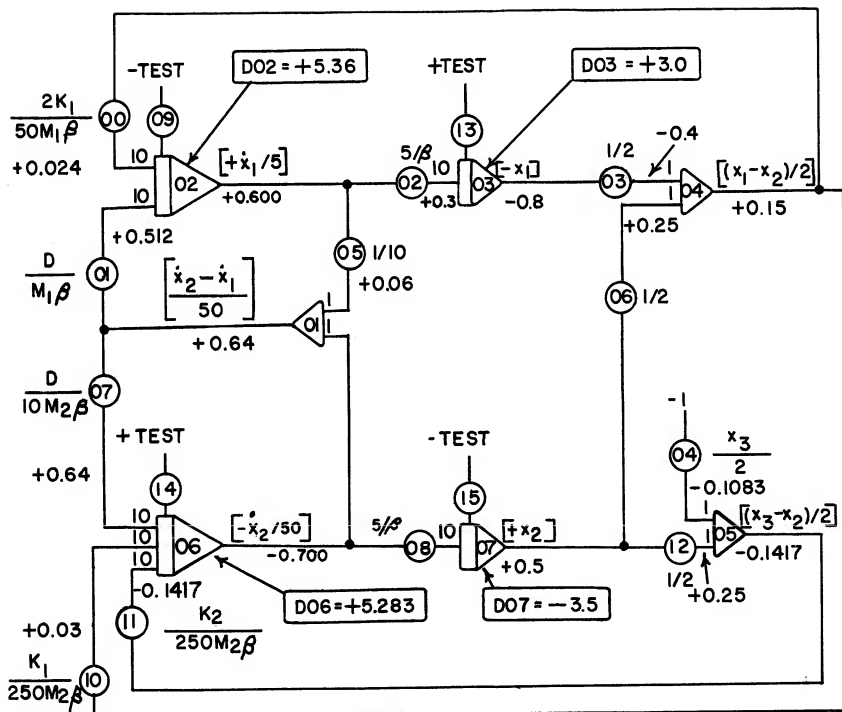 -TEST
D02 = +5.36
+TEST
D03 = +3.0
2K₁
50M₁β
00
09
13
+0.024
10
02
[+ẋ₁/5]
5/β
02
10
03
[-x₁]
1/2
03
-0.4
1
04
[(x₁-x₂)/2]
10
+0.600
+0.3
-0.8
1
+0.25
+0.15
+0.512
D
M₁β
01
05
1/10
+0.06
[ẋ₂-ẋ₁
50]
01
1
1
06
1/2
+0.64
D
10M₂β
07
+TEST
-TEST
-1
04
x₃
2
+0.64
14
15
-0.1083
10
10
10
06
[-ẋ₂/50]
5/β
08
10
07
[+x₂]
1
1
05
[(x₃-x₂)/2]
-0.700
+0.5
12
1/2
+0.25
-0.1417
-0.1417
D06=+5.283
D07=-3.5
11
K₂
250M₂β
+0.03
K₁
250M₂β
10